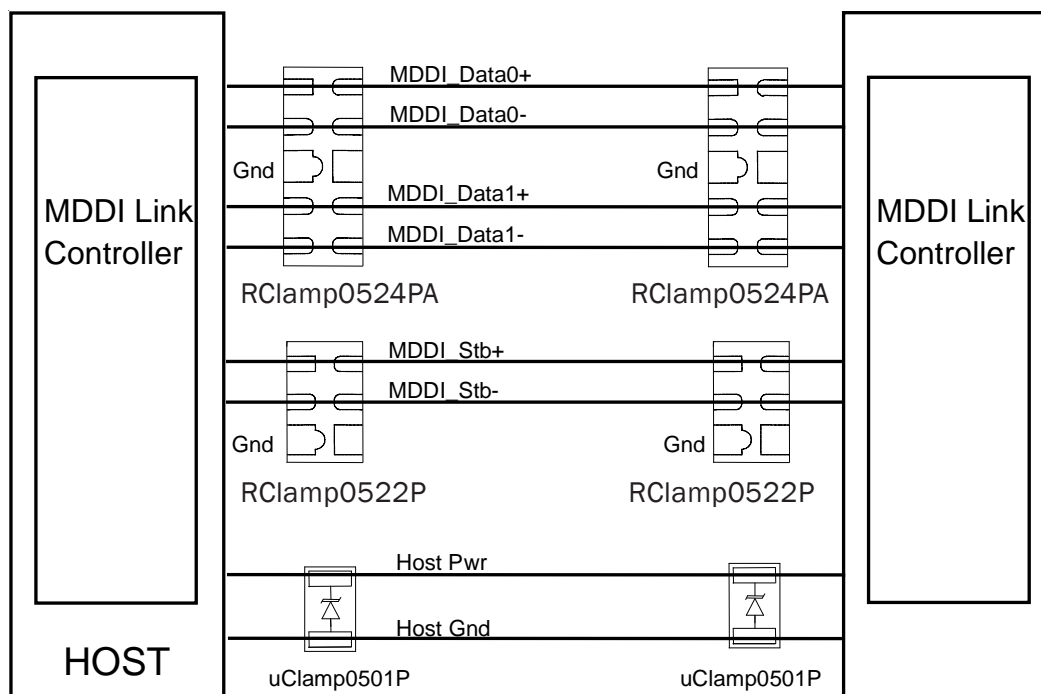 MDDI_Data0+
MDDI_Data0-
Gnd
Gnd
MDDI_Data1+
MDDI Link
Controller
MDDI Link
Controller
MDDI_Data1-
RClamp0524PA
RClamp0524PA
MDDI_Stb+
MDDI_Stb-
Gnd
Gnd
RClamp0522P
RClamp0522P
Host Pwr
Host Gnd
HOST
uClamp0501P
uClamp0501P